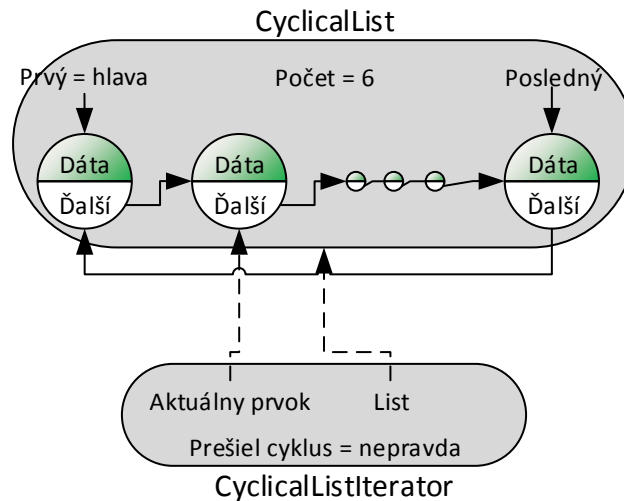 CyclicalList
Prvý = hlava
Počet = 6
Posledný
Dáta
Ďalší
Dáta
Ďalší
Dáta
Ďalší
Aktuálny prvok
List
Prešiel cyklus = nepravda
CyclicalListIterator